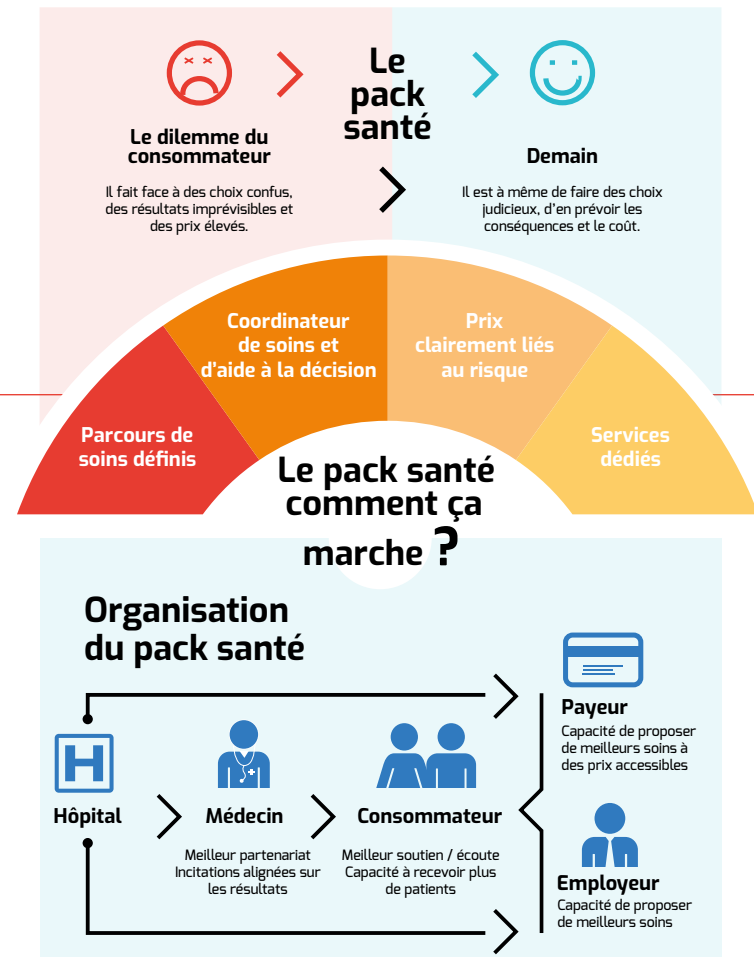 Le
pack
santé
Le dilemme du
consommateur
Il fait face à des choix confus,
des résultats imprévisibles et
des prix élevés.
Demain
Il est à même de faire des choix
judicieux, d'en prévoir les
conséquences et le coût.
Parcours de
soins définis
Coordinateur
de soins et
d'aide à la décision
Prix
clairement liés
au risque
Services
dédiés
Le pack santé
comment ça
marche ?
Organisation
du pack santé
H
Hôpital
Médecin
Meilleur partenariat
Incitations alignées sur
les résultats
Consommateur
Meilleur soutien / écoute
Capacité à recevoir plus
de patients
Payeur
Capacité de proposer
de meilleurs soins à
des prix accessibles
Employeur
Capacité de proposer
de meilleurs soins